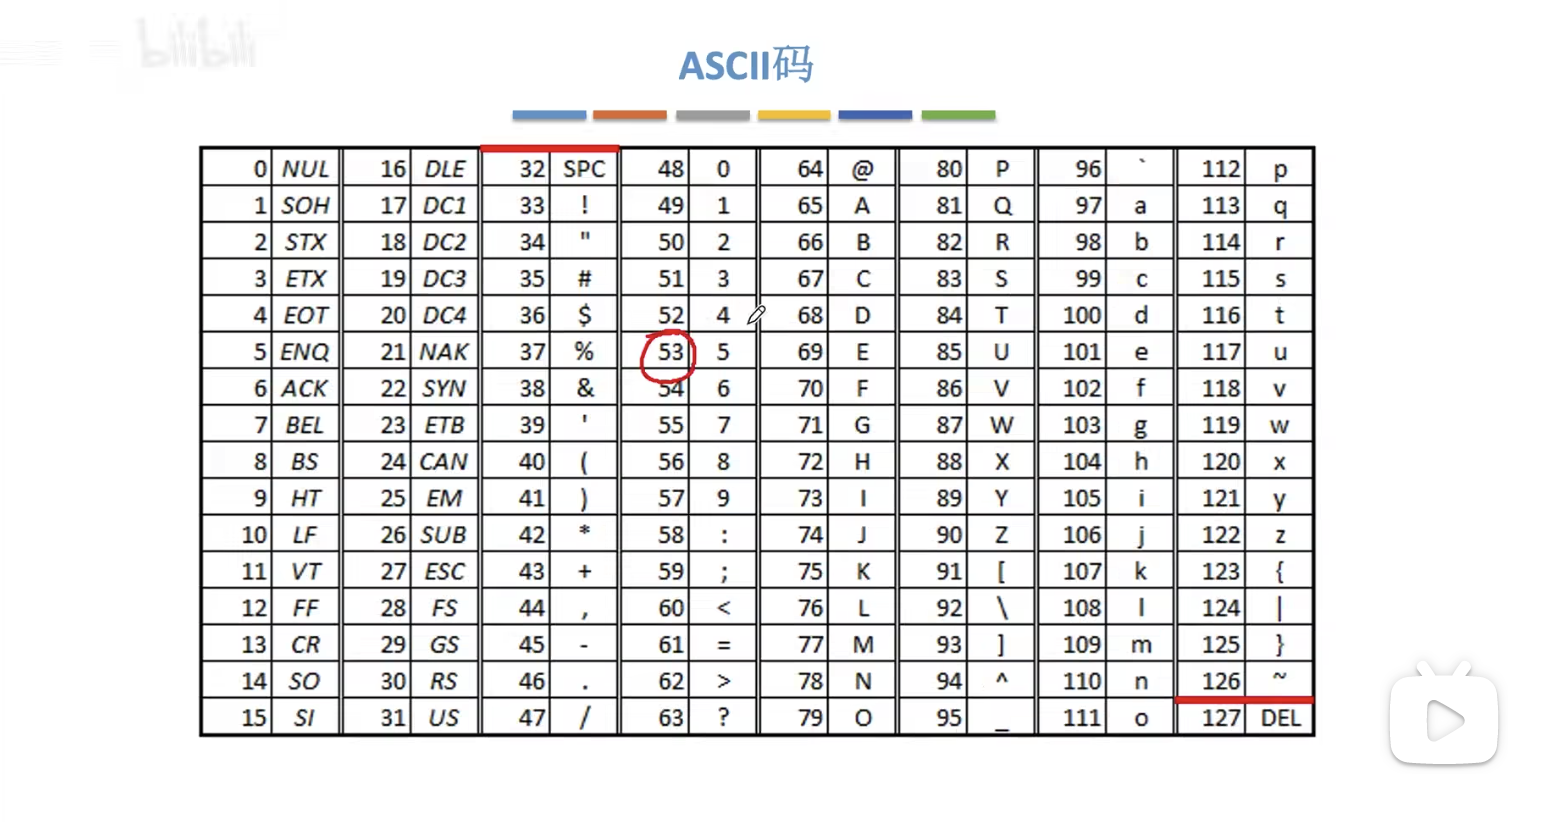 bilibili
ASCII码
0 NUL 16 DLE 32 SPC 48 0 64 @ 80 P 96 ` 112 p
1 SOH 17 DC1 33 ! 49 1 65 A 81 Q 97 a 113 q
2 STX 18 DC2 34 " 50 2 66 B 82 R 98 b 114 r
3 ETX 19 DC3 35 # 51 3 67 C 83 S 99 c 115 s
4 EOT 20 DC4 36 $ 52 4 68 D 84 T 100 d 116 t
5 ENQ 21 NAK 37 % 53 5 69 E 85 U 101 e 117 u
6 ACK 22 SYN 38 & 54 6 70 F 86 V 102 f 118 v
7 BEL 23 ETB 39 ' 55 7 71 G 87 W 103 g 119 w
8 BS 24 CAN 40 ( 56 8 72 H 88 X 104 h 120 x
9 HT 25 EM 41 ) 57 9 73 I 89 Y 105 i 121 y
10 LF 26 SUB 42 * 58 : 74 J 90 Z 106 j 122 z
11 VT 27 ESC 43 + 59 ; 75 K 91 [ 107 k 123 {
12 FF 28 FS 44 , 60 < 76 L 92 \ 108 l 124 |
13 CR 29 GS 45 - 61 = 77 M 93 ] 109 m 125 }
14 SO 30 RS 46 . 62 > 78 N 94 ^ 110 n 126 ~
15 SI 31 US 47 / 63 ? 79 O 95 _ 111 o 127 DEL